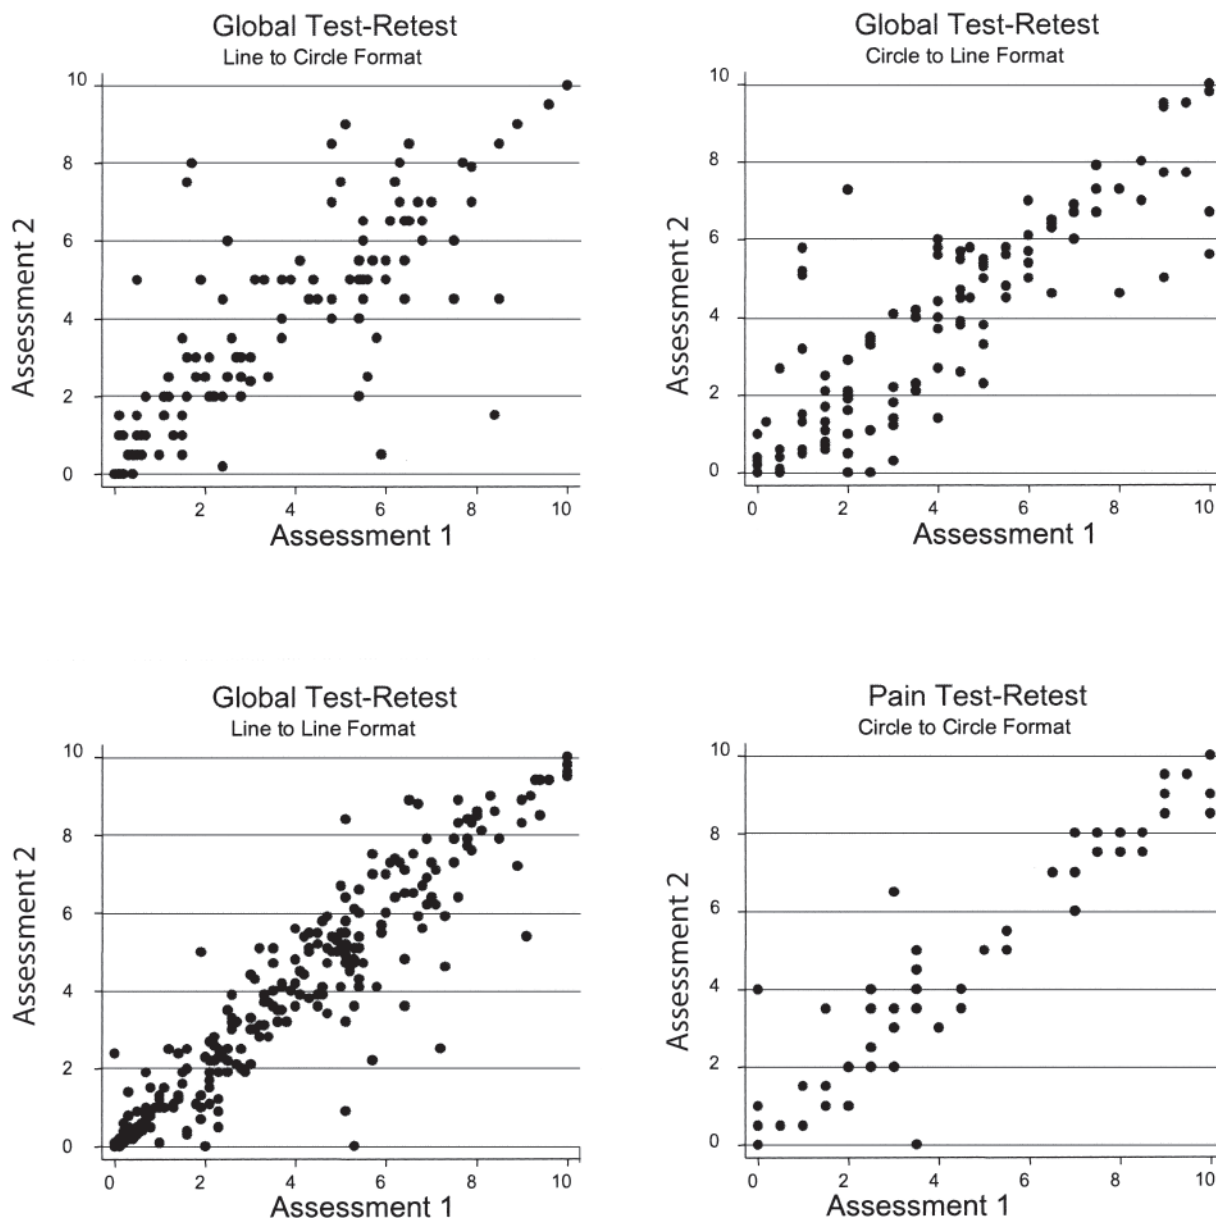 Global Test-Retest
Line to Circle Format
10
8
6
4
2
0
Assessment 2
2
4
6
8
10
Assessment 1
Global Test-Retest
Circle to Line Format
10
8
6
4
2
0
Assessment 2
0
2
4
6
8
10
Assessment 1
Global Test-Retest
Line to Line Format
10
8
6
4
2
0
Assessment 2
0
2
4
6
8
10
Assessment 1
Pain Test-Retest
Circle to Circle Format
10
8
6
4
2
0
Assessment 2
0
2
4
6
8
10
Assessment 1